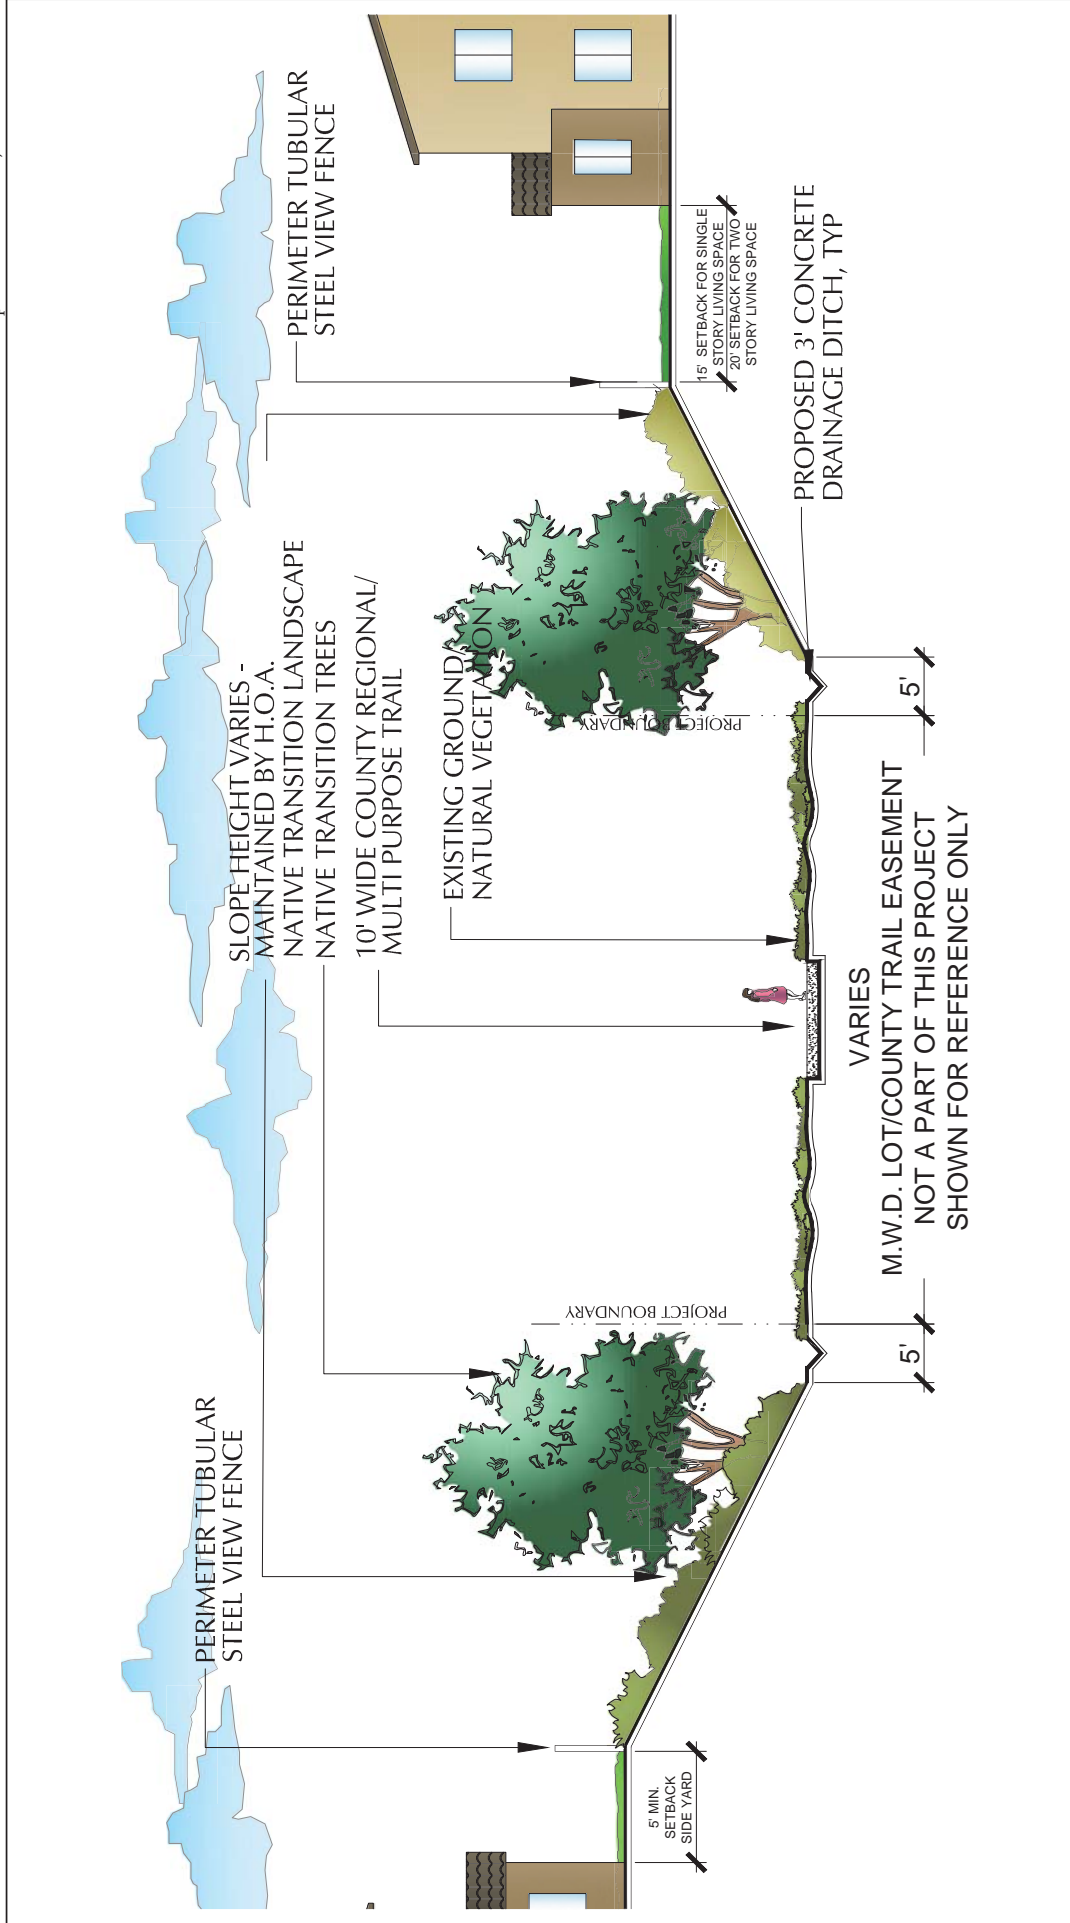 PERIMETER TUBULAR
STEEL VIEW FENCE
SLOPE HEIGHT VARIES -
MAINTAINED BY H.O.A.
NATIVE TRANSITION LANDSCAPE
NATIVE TRANSITION TREES
10' WIDE COUNTY REGIONAL/
MULTI PURPOSE TRAIL
EXISTING GROUND/
NATURAL VEGETATION
PERIMETER TUBULAR
STEEL VIEW FENCE
PROJECT BOUNDARY
PROJECT BOUNDARY
5' MIN.
SETBACK
SIDE YARD
5'
VARIES
M.W.D. LOT/COUNTY TRAIL EASEMENT
NOT A PART OF THIS PROJECT
SHOWN FOR REFERENCE ONLY
5'
PROPOSED 3' CONCRETE
DRAINAGE DITCH, TYP
15' SETBACK FOR SINGLE
STORY LIVING SPACE
20' SETBACK FOR TWO
STORY LIVING SPACE